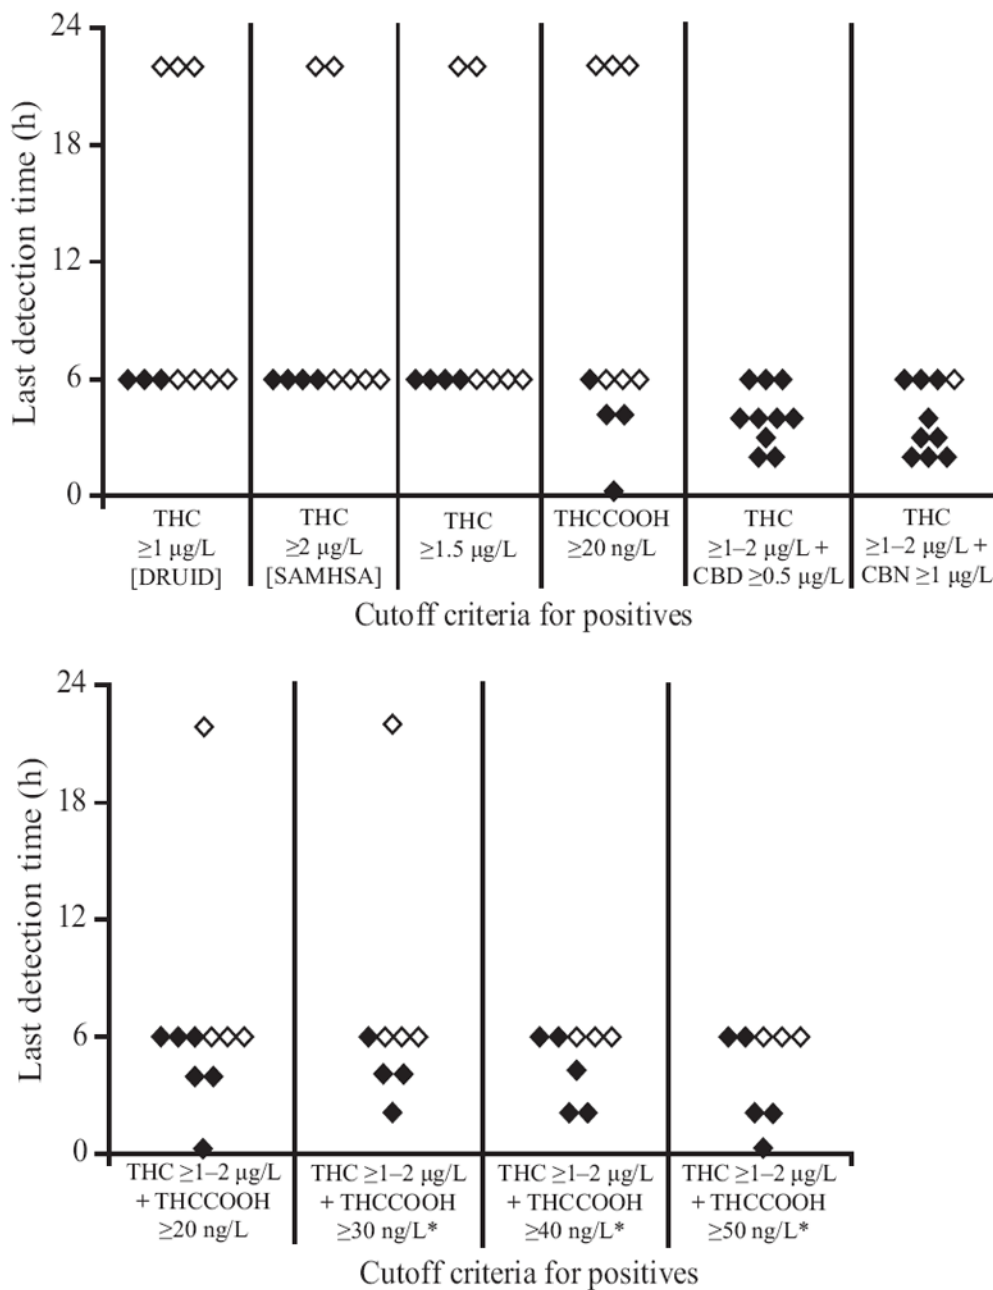 24
18
12
6
0
Last detection time (h)
THC
≥1 μg/L
[DRUID]
THC
≥2 μg/L
[SAMHSA]
THC
≥1.5 μg/L
THCCOOH
≥20 ng/L
THC
≥1–2 μg/L +
CBD ≥0.5 μg/L
THC
≥1–2 μg/L +
CBN ≥1 μg/L
Cutoff criteria for positives
24
18
12
6
0
Last detection time (h)
THC ≥1–2 μg/L
+ THCCOOH
≥20 ng/L
THC ≥1–2 μg/L
+ THCCOOH
≥30 ng/L*
THC ≥1–2 μg/L
+ THCCOOH
≥40 ng/L*
THC ≥1–2 μg/L
+ THCCOOH
≥50 ng/L*
Cutoff criteria for positives